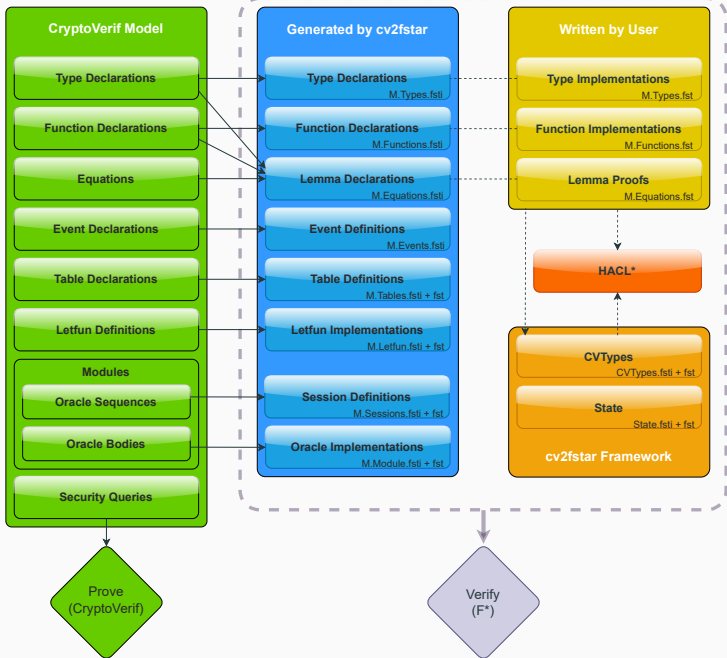 CryptoVerif Model
Type Declarations
Function Declarations
Equations
Event Declarations
Table Declarations
Letfun Definitions
Modules
Oracle Sequences
Oracle Bodies
Security Queries
Prove
(CryptoVerif)
Generated by cv2fstar
Type Declarations
M.Types.fsti
Function Declarations
M.Functions.fsti
Lemma Declarations
M.Equations.fsti
Event Definitions
M.Events.fsti
Table Definitions
M.Tables.fsti + fst
Letfun Implementations
M.Letfun.fsti + fst
Session Definitions
M.Sessions.fsti + fst
Oracle Implementations
M.Module.fsti + fst
Written by User
Type Implementations
M.Types.fst
Function Implementations
M.Functions.fst
Lemma Proofs
M.Equations.fst
HACL*
CVTypes
CVTypes.fsti + fst
State
State.fsti + fst
cv2fstar Framework
Verify
(F*)